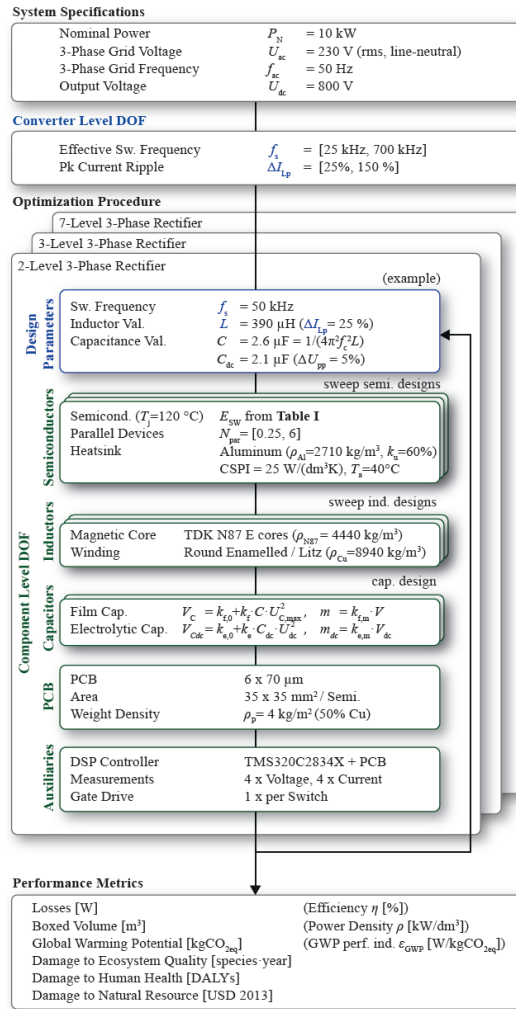 System Specifications
Nominal Power P_N = 10 kW
3-Phase Grid Voltage U_ac = 230 V (rms, line-neutral)
3-Phase Grid Frequency f_ac = 50 Hz
Output Voltage U_dc = 800 V
Converter Level DOF
Effective Sw. Frequency f_s = [25 kHz, 700 kHz]
Pk Current Ripple ΔI_Lp = [25%, 150 %]
Optimization Procedure
7-Level 3-Phase Rectifier
3-Level 3-Phase Rectifier
2-Level 3-Phase Rectifier
(example)
Component Level DOF
Design Parameters
Sw. Frequency f_s = 50 kHz
Inductor Val. L = 390 µH (ΔI_Lp = 25 %)
Capacitance Val. C = 2.6 µF = 1/(4π²f_c²L)
C_dc = 2.1 µF (ΔU_pp = 5%)
sweep semi. designs
Semiconductors
Semicond. (T_j=120 °C) E_SW from Table I
Parallel Devices N_par = [0.25, 6]
Heatsink Aluminum (ρ_Al=2710 kg/m³, k_u=60%)
CSPI = 25 W/(dm³K), T_a=40°C
sweep ind. designs
Inductors
Magnetic Core TDK N87 E cores (ρ_N87 = 4440 kg/m³)
Winding Round Enamelled / Litz (ρ_Cu=8940 kg/m³)
cap. design
Capacitors
Film Cap. V_C = k_f,0+k_f·C·U²_C,max, m = k_f,m·V
Electrolytic Cap. V_Cdc = k_e,0+k_e·C_dc·U²_dc, m_dc = k_e,m·V_dc
PCB
PCB 6 x 70 µm
Area 35 x 35 mm² / Semi.
Weight Density ρ_p = 4 kg/m² (50% Cu)
Auxiliaries
DSP Controller TMS320C2834X + PCB
Measurements 4 x Voltage, 4 x Current
Gate Drive 1 x per Switch
Performance Metrics
Losses [W] (Efficiency η [%])
Boxed Volume [m³] (Power Density ρ [kW/dm³])
Global Warming Potential [kgCO_2eq] (GWP perf. ind. ε_GWP [W/kgCO_2eq])
Damage to Ecosystem Quality [species·year]
Damage to Human Health [DALYs]
Damage to Natural Resource [USD 2013]